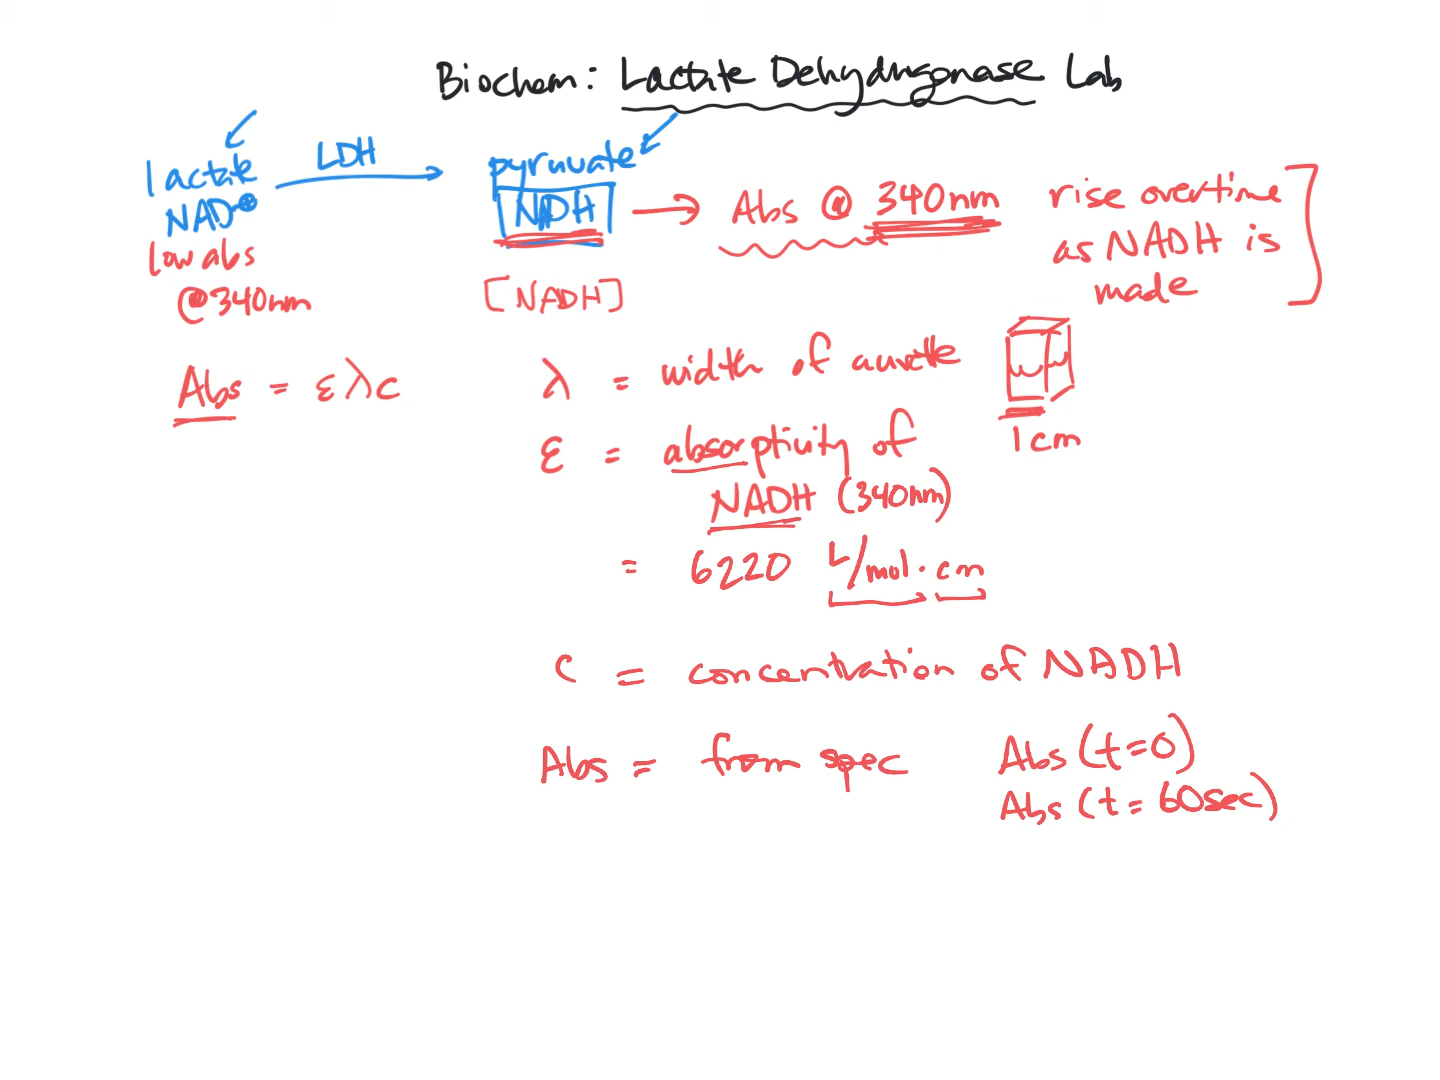 Biochem: Lactate Dehydrogenase Lab
lactate LDH pyruvate
NAD⊕ NADH Abs @ 340nm rise overtime
low abs as NADH is
@340nm [NADH] made
Abs = ελc λ = width of cuvette
1cm
ε = absorptivity of
NADH (340nm)
= 6220 L/mol·cm
c = concentration of NADH
Abs = from spec Abs (t=0)
Abs (t=60sec)